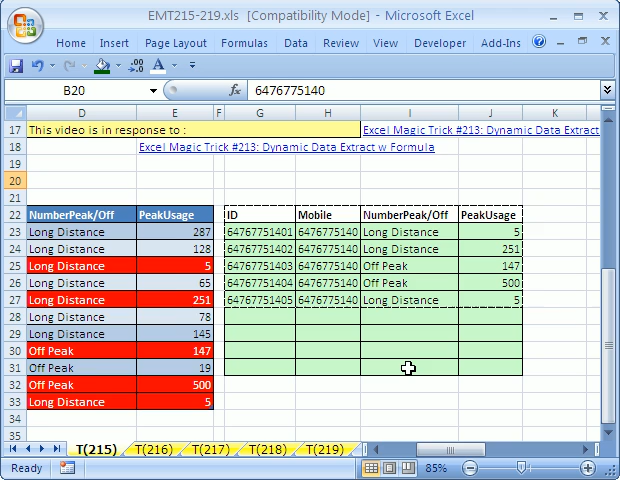 EMT215-219.xls [Compatibility Mode] - Microsoft Excel
Home Insert Page Layout Formulas Data Review View Developer Add-Ins
B20 fx 6476775140
D E F G H I J K
17 This video is in response to : Excel Magic Trick #213: Dynamic Data Extract
18 Excel Magic Trick #213: Dynamic Data Extract w Formula
19
20
21
22 NumberPeak/Off PeakUsage ID Mobile NumberPeak/Off PeakUsage
23 Long Distance 287 64767751401 6476775140 Long Distance 5
24 Long Distance 128 64767751402 6476775140 Long Distance 251
25 Long Distance 5 64767751403 6476775140 Off Peak 147
26 Long Distance 65 64767751404 6476775140 Off Peak 500
27 Long Distance 251 64767751405 6476775140 Long Distance 5
28 Long Distance 78
29 Long Distance 145
30 Off Peak 147
31 Off Peak 19
32 Off Peak 500
33 Long Distance 5
34
35
T(215) T(216) T(217) T(218) T(219)
Ready 85%